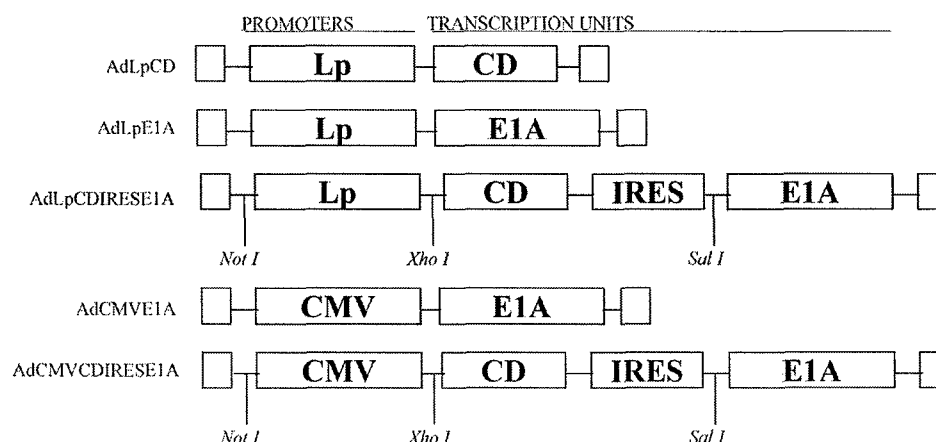 PROMOTERS TRANSCRIPTION UNITS
AdLpCD Lp CD
AdLpE1A Lp E1A
AdLpCDIRESE1A Lp CD IRES E1A
Not I Xho I Sal I
AdCMVE1A CMV E1A
AdCMVCDIRESE1A CMV CD IRES E1A
Not I Xho I Sal I